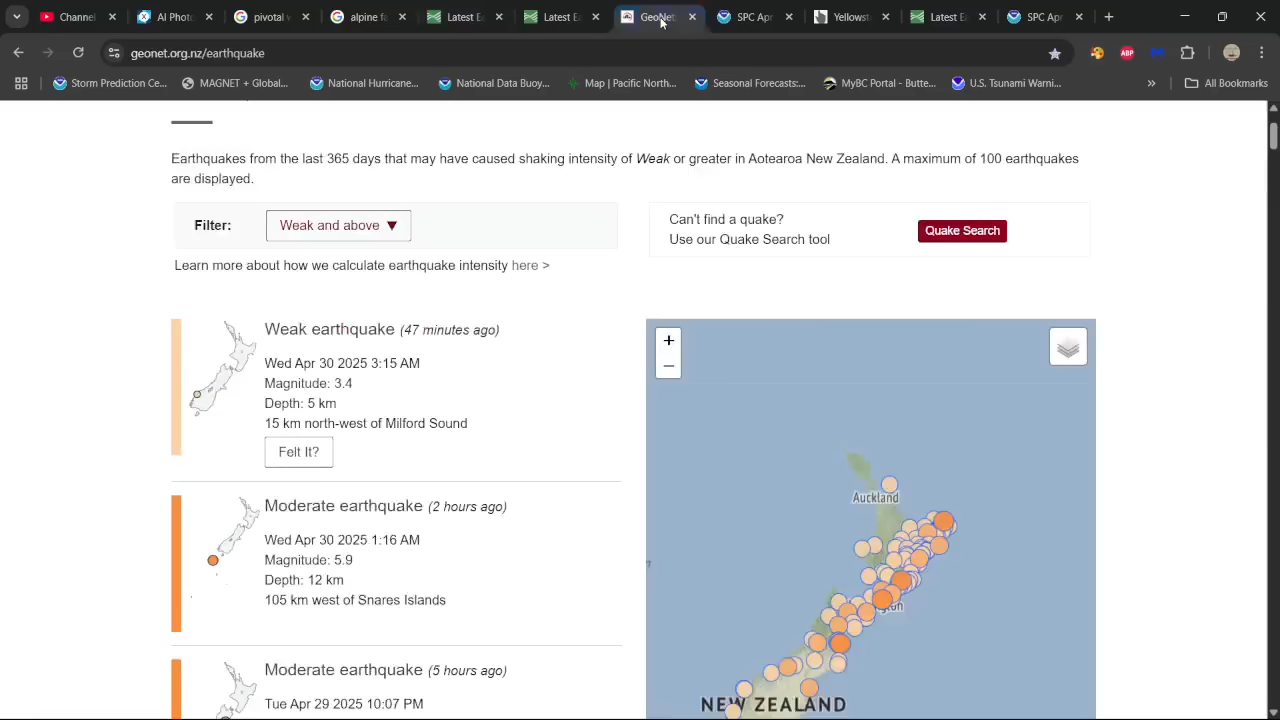 Channel
AI Photo
pivotal
alpine fa
Latest E
Latest E
GeoNet
SPC Apr
Yellowst
Latest E
SPC Apr
geonet.org.nz/earthquake
ABP
Storm Prediction Ce...
MAGNET + Global...
National Hurricane...
National Data Buoy...
Map | Pacific North...
Seasonal Forecasts:...
MyBC Portal - Butte...
U.S. Tsunami Warni...
»
All Bookmarks
Earthquakes from the last 365 days that may have caused shaking intensity of Weak or greater in Aotearoa New Zealand. A maximum of 100 earthquakes
are displayed.
Filter:
Weak and above ▼
Can't find a quake?
Use our Quake Search tool
Quake Search
Learn more about how we calculate earthquake intensity here >
Weak earthquake (47 minutes ago)
Wed Apr 30 2025 3:15 AM
Magnitude: 3.4
Depth: 5 km
15 km north-west of Milford Sound
Felt It?
Moderate earthquake (2 hours ago)
Wed Apr 30 2025 1:16 AM
Magnitude: 5.9
Depth: 12 km
105 km west of Snares Islands
Moderate earthquake (5 hours ago)
Tue Apr 29 2025 10:07 PM
+
−
Auckland
NEW ZEALAND